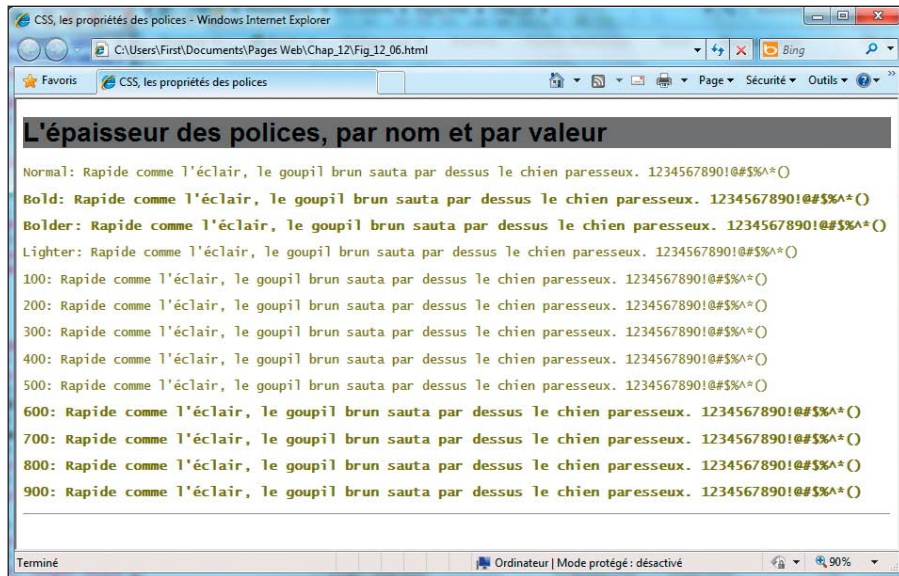 CSS, les propriétés des polices - Windows Internet Explorer
C:\Users\First\Documents\Pages Web\Chap_12\Fig_12_06.html
Bing
Favoris
CSS, les propriétés des polices
Page
Sécurité
Outils
L'épaisseur des polices, par nom et par valeur
Normal: Rapide comme l'éclair, le goupil brun sauta par dessus le chien paresseux. 1234567890!@#$%^*()
Bold: Rapide comme l'éclair, le goupil brun sauta par dessus le chien paresseux. 1234567890!@#$%^*()
Bolder: Rapide comme l'éclair, le goupil brun sauta par dessus le chien paresseux. 1234567890!@#$%^*()
Lighter: Rapide comme l'éclair, le goupil brun sauta par dessus le chien paresseux. 1234567890!@#$%^*()
100: Rapide comme l'éclair, le goupil brun sauta par dessus le chien paresseux. 1234567890!@#$%^*()
200: Rapide comme l'éclair, le goupil brun sauta par dessus le chien paresseux. 1234567890!@#$%^*()
300: Rapide comme l'éclair, le goupil brun sauta par dessus le chien paresseux. 1234567890!@#$%^*()
400: Rapide comme l'éclair, le goupil brun sauta par dessus le chien paresseux. 1234567890!@#$%^*()
500: Rapide comme l'éclair, le goupil brun sauta par dessus le chien paresseux. 1234567890!@#$%^*()
600: Rapide comme l'éclair, le goupil brun sauta par dessus le chien paresseux. 1234567890!@#$%^*()
700: Rapide comme l'éclair, le goupil brun sauta par dessus le chien paresseux. 1234567890!@#$%^*()
800: Rapide comme l'éclair, le goupil brun sauta par dessus le chien paresseux. 1234567890!@#$%^*()
900: Rapide comme l'éclair, le goupil brun sauta par dessus le chien paresseux. 1234567890!@#$%^*()
Terminé
Ordinateur | Mode protégé : désactivé
90%